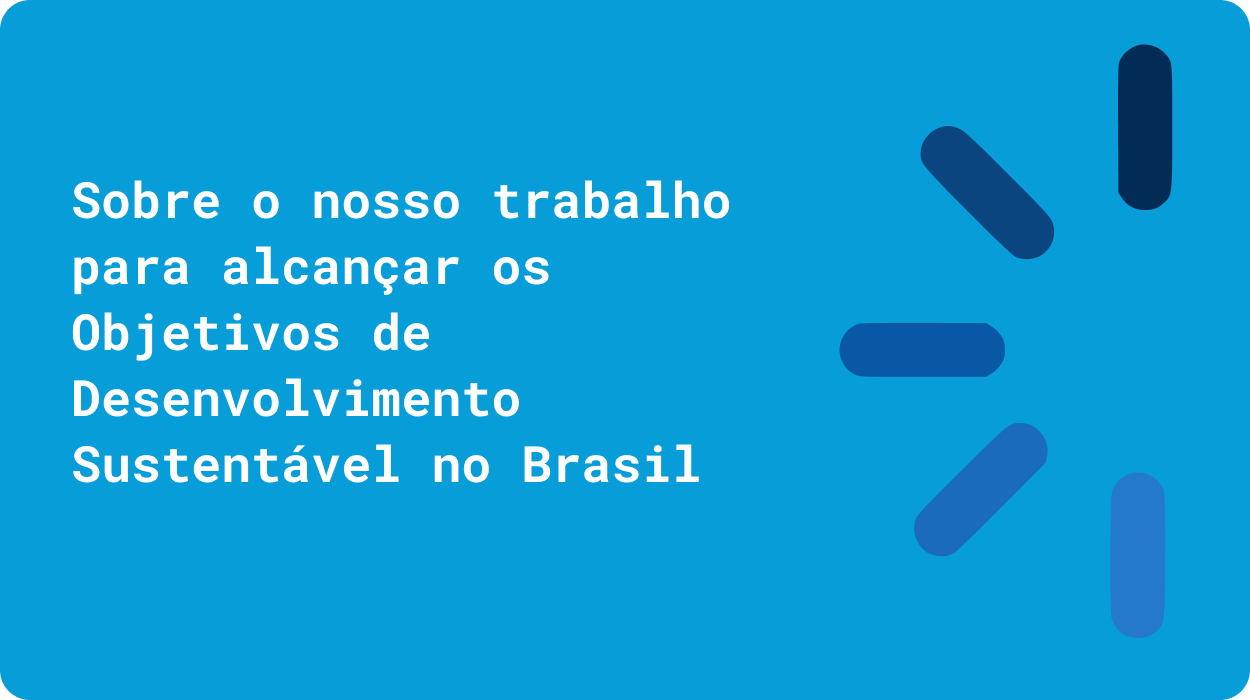 Sobre o nosso trabalho
para alcançar os
Objetivos de
Desenvolvimento
Sustentável no Brasil